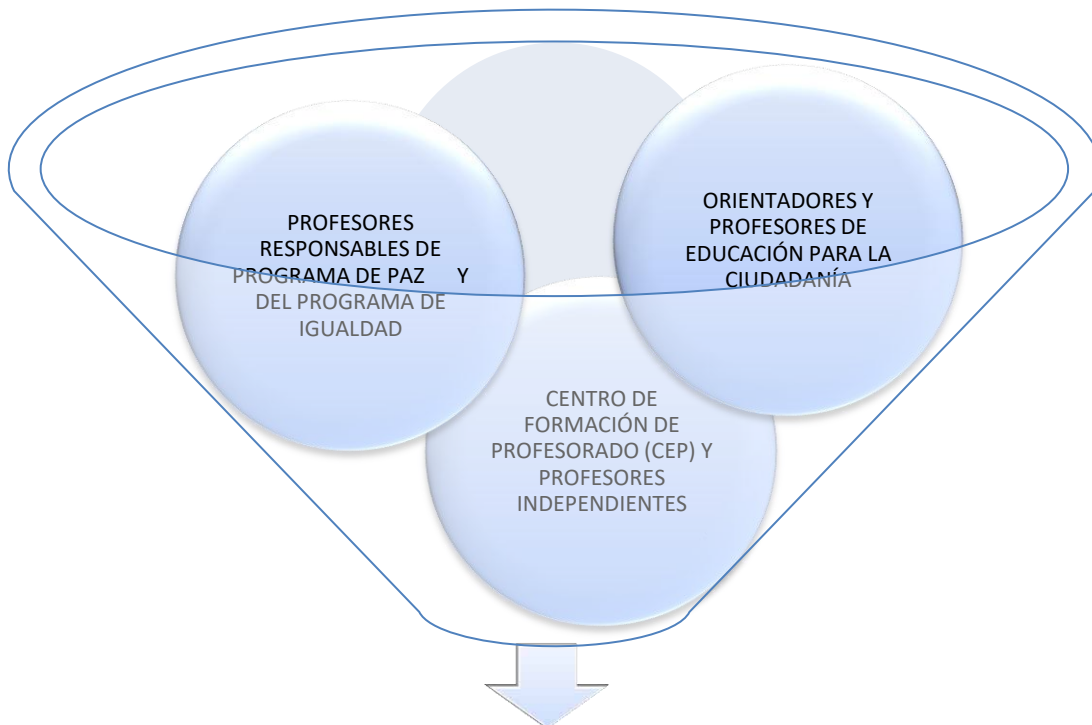 PROFESORES
RESPONSABLES DE
PROGRAMA DE PAZ Y
DEL PROGRAMA DE
IGUALDAD
ORIENTADORES Y
PROFESORES DE
EDUCACIÓN PARA LA
CIUDADANÍA
CENTRO DE
FORMACIÓN DE
PROFESORADO (CEP) Y
PROFESORES
INDEPENDIENTES